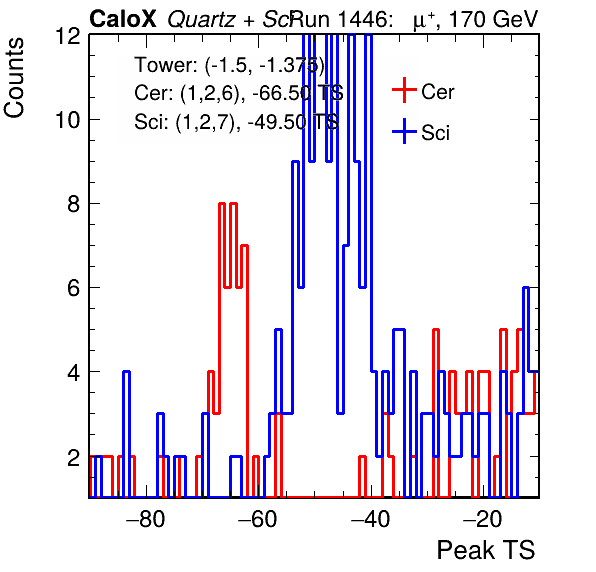 CaloX Quartz + Sci Run 1446: μ⁺, 170 GeV
Counts
Tower: (-1.5, -1.375)
Cer: (1,2,6), -66.50 TS
Sci: (1,2,7), -49.50 TS
Cer
Sci
12
10
8
6
4
2
−80 −60 −40 −20
Peak TS